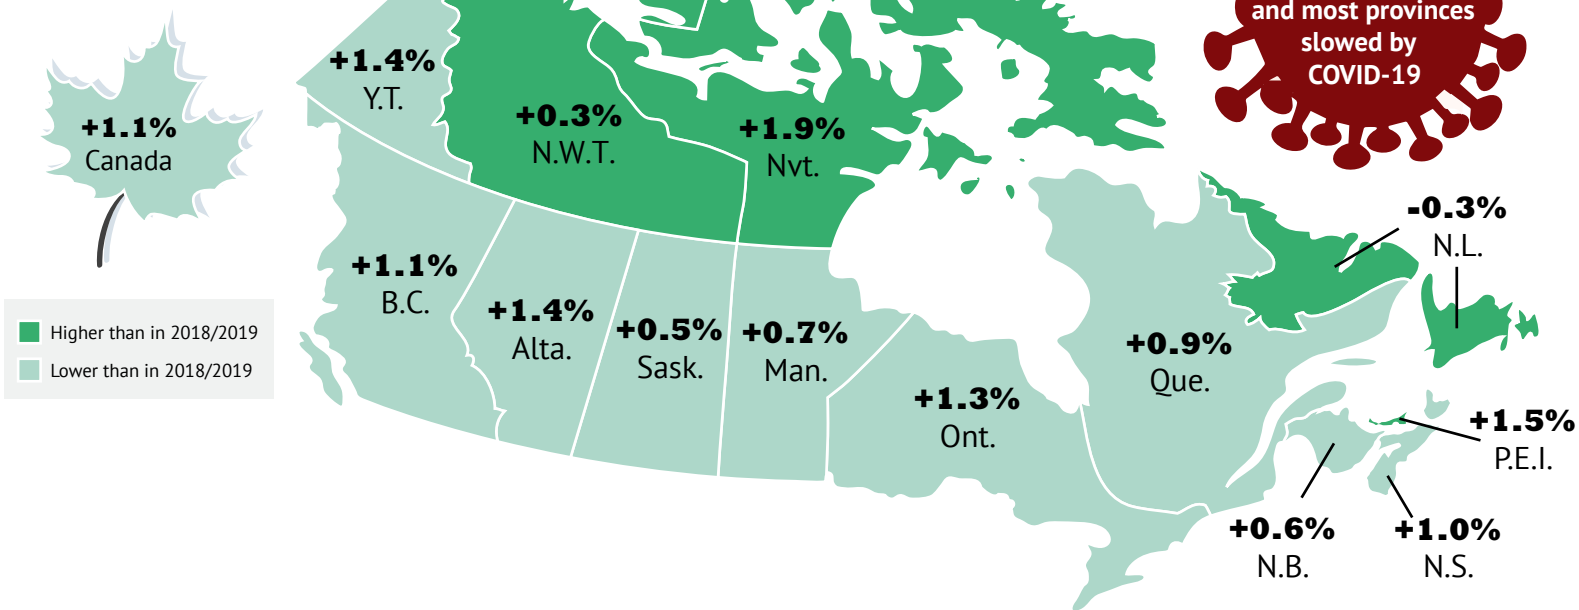 and most provinces
slowed by
COVID-19
+1.4%
Y.T.
+0.3%
N.W.T.
+1.9%
Nvt.
+1.1%
Canada
-0.3%
N.L.
+1.1%
B.C.
+1.4%
Alta.
+0.5%
Sask.
+0.7%
Man.
+0.9%
Que.
+1.3%
Ont.
+1.5%
P.E.I.
+0.6%
N.B.
+1.0%
N.S.
Higher than in 2018/2019
Lower than in 2018/2019